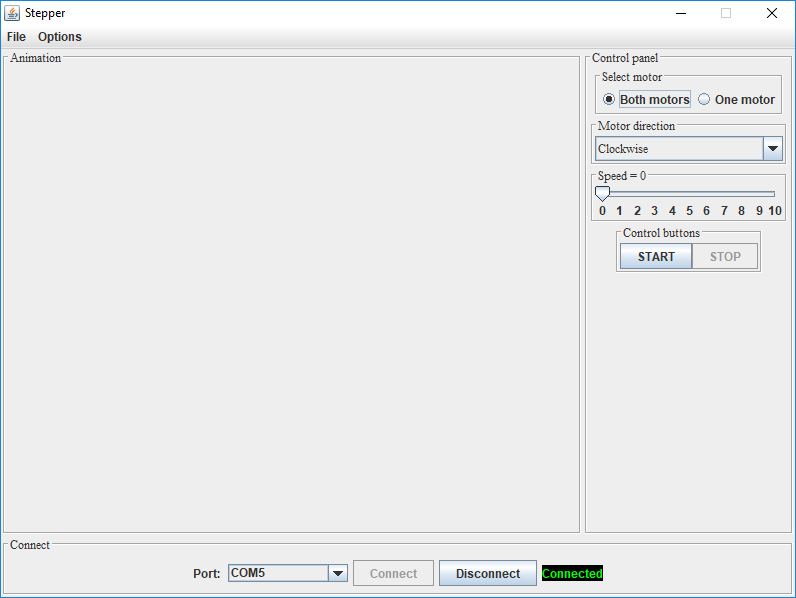 Stepper
File Options
Animation
Control panel
Select motor
Both motors One motor
Motor direction
Clockwise
Speed = 0
0 1 2 3 4 5 6 7 8 9 10
Control buttons
START STOP
Connect
Port: COM5 Connect Disconnect Connected